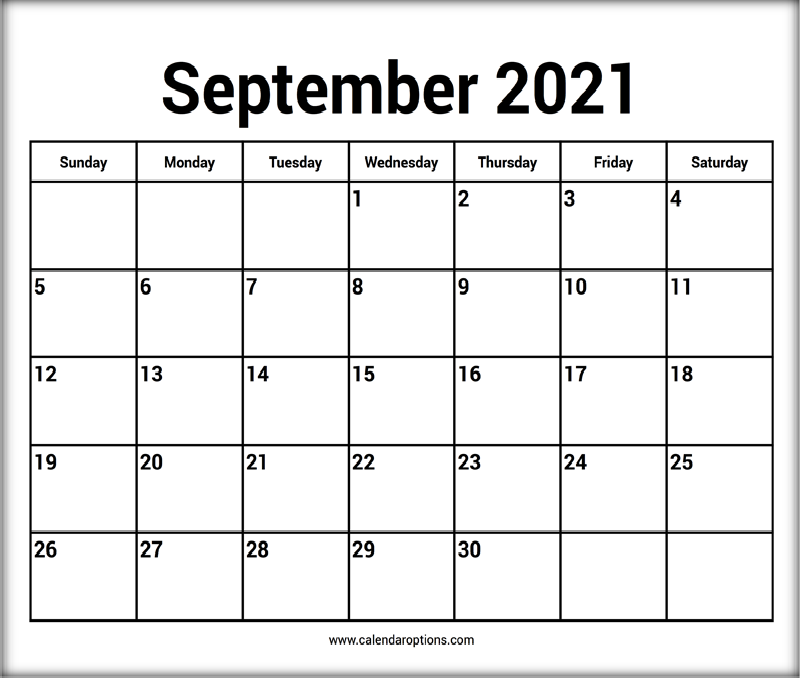 September 2021
Sunday Monday Tuesday Wednesday Thursday Friday Saturday
1 2 3 4
5 6 7 8 9 10 11
12 13 14 15 16 17 18
19 20 21 22 23 24 25
26 27 28 29 30
www.calendaroptions.com